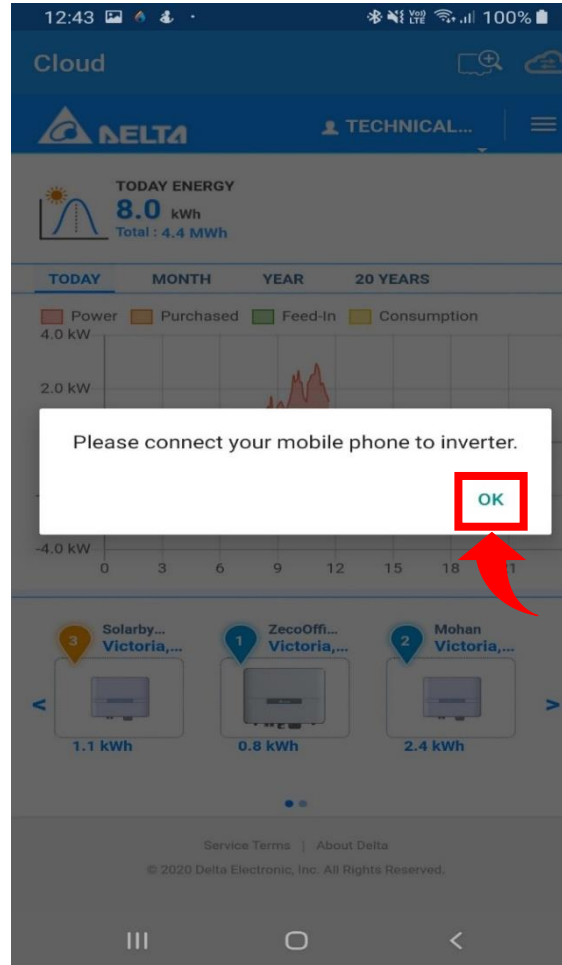 12:43
Vo)) LTE
100%
Cloud
DELTA
TECHNICAL...
TODAY ENERGY
8.0 kWh
Total : 4.4 MWh
TODAY MONTH YEAR 20 YEARS
Power Purchased Feed-In Consumption
4.0 kW
2.0 kW
Please connect your mobile phone to inverter.
OK
-4.0 kW
0 3 6 9 12 15 18 21
3 Solarby... Victoria,...
1 ZecoOffi... Victoria,...
2 Mohan Victoria,...
< >
1.1 kWh 0.8 kWh 2.4 kWh
Service Terms | About Delta
© 2020 Delta Electronic, Inc. All Rights Reserved.